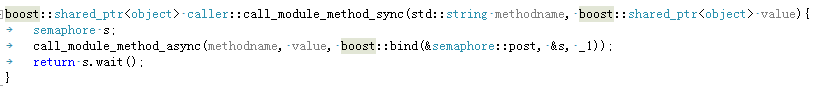 boost::shared_ptr<object> caller::call_module_method_sync(std::string methodname, boost::shared_ptr<object> value){
semaphore s;
call_module_method_async(methodname, value, boost::bind(&semaphore::post, &s, _1));
return s.wait();
}